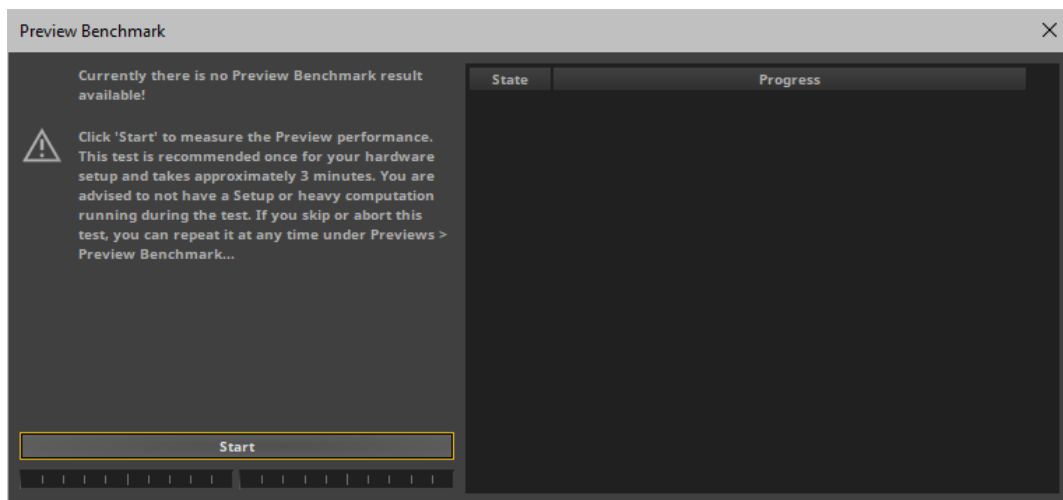 Preview Benchmark
Currently there is no Preview Benchmark result
available!
Click 'Start' to measure the Preview performance.
This test is recommended once for your hardware
setup and takes approximately 3 minutes. You are
advised to not have a Setup or heavy computation
running during the test. If you skip or abort this
test, you can repeat it at any time under Previews >
Preview Benchmark...
Start
State Progress